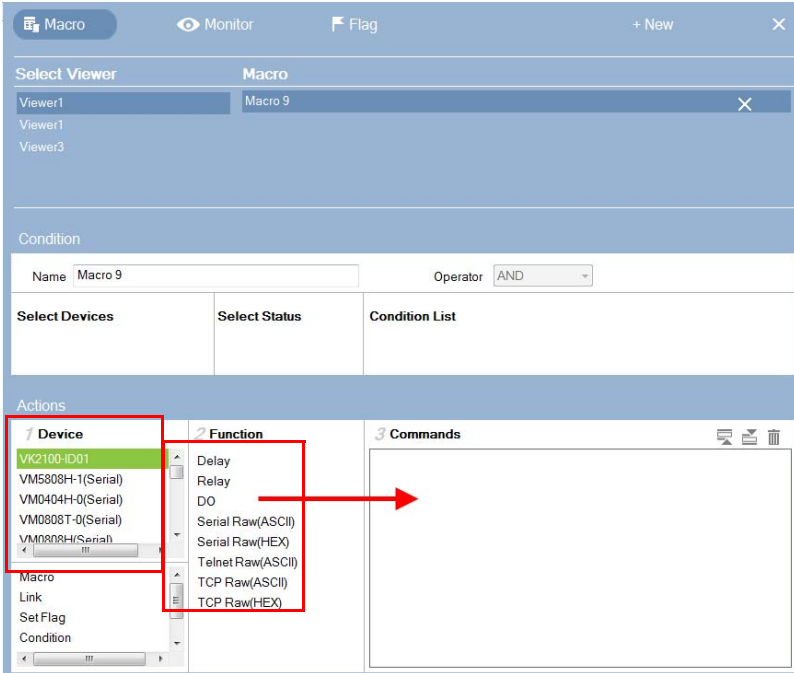 Macro
Monitor
Flag
+ New
Select Viewer
Macro
Viewer1
Macro 9
Viewer1
Viewer3
Condition
Name
Macro 9
Operator
AND
Select Devices
Select Status
Condition List
Actions
1 Device
2 Function
3 Commands
VK2100-ID01
VM5808H-1(Serial)
VM0404H-0(Serial)
VM0808T-0(Serial)
VM0808H(Serial)
Delay
Relay
DO
Serial Raw(ASCII)
Serial Raw(HEX)
Telnet Raw(ASCII)
TCP Raw(ASCII)
TCP Raw(HEX)
Macro
Link
Set Flag
Condition